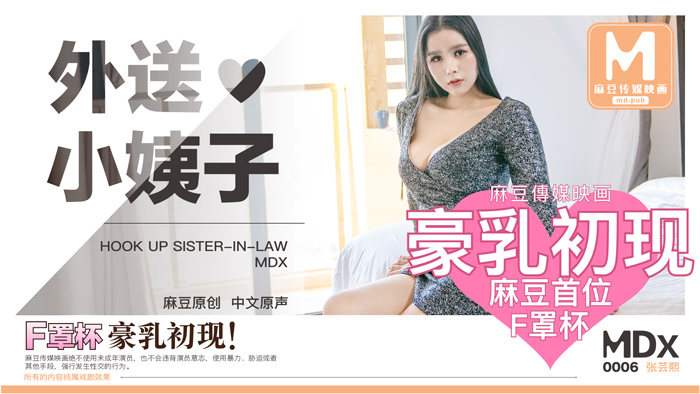 外送
小姨子
HOOK UP SISTER-IN-LAW
MDX
麻豆原创 中文原声
M
麻豆传媒映画
md.pub
麻豆傳媒映画
豪乳初现
麻豆首位
F罩杯
F罩杯 豪乳初现！
麻豆传媒映画绝不使用未成年演员，也不会违背演员意志，使用暴力，胁迫或者
其他手段，强行发生性交的行为。
所有的内容纯属戏剧效果
MDX
0006 张芸熙